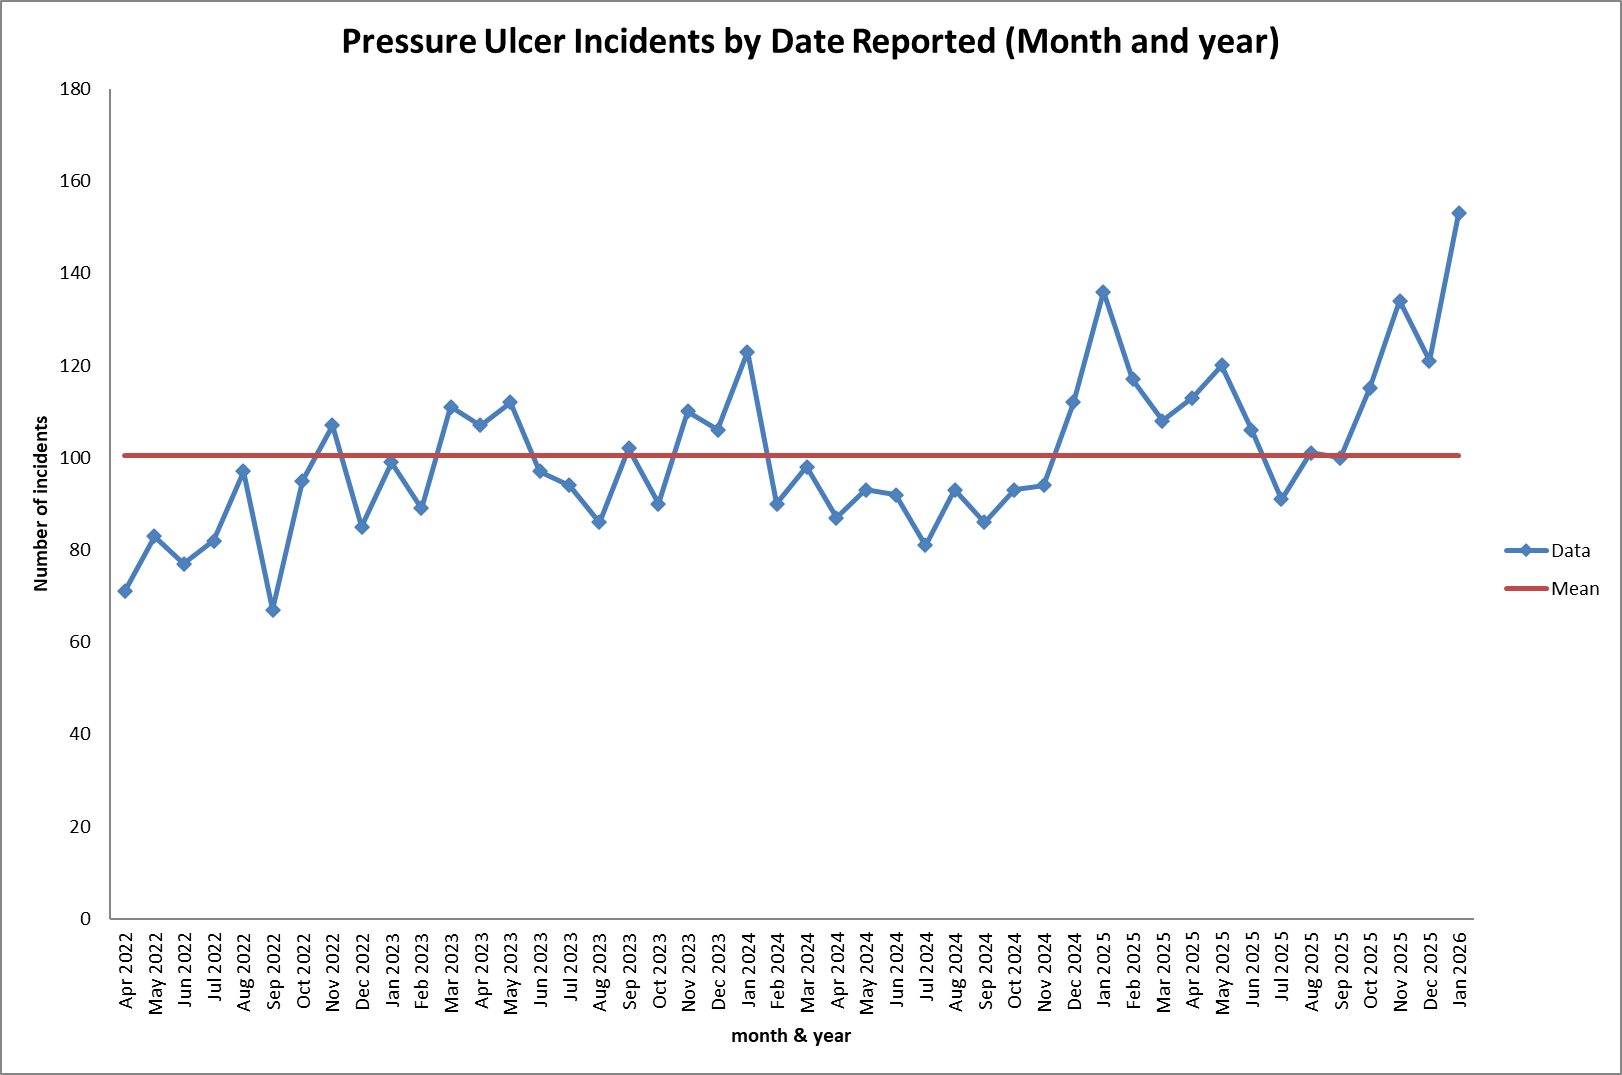 Pressure Ulcer Incidents by Date Reported (Month and year)
180
160
140
120
100
80
60
40
20
0
Number of incidents
Data
Mean
Apr 2022
May 2022
Jun 2022
Jul 2022
Aug 2022
Sep 2022
Oct 2022
Nov 2022
Dec 2022
Jan 2023
Feb 2023
Mar 2023
Apr 2023
May 2023
Jun 2023
Jul 2023
Aug 2023
Sep 2023
Oct 2023
Nov 2023
Dec 2023
Jan 2024
Feb 2024
Mar 2024
Apr 2024
May 2024
Jun 2024
Jul 2024
Aug 2024
Sep 2024
Oct 2024
Nov 2024
Dec 2024
Jan 2025
Feb 2025
Mar 2025
Apr 2025
May 2025
Jun 2025
Jul 2025
Aug 2025
Sep 2025
Oct 2025
Nov 2025
Dec 2025
Jan 2026
month & year